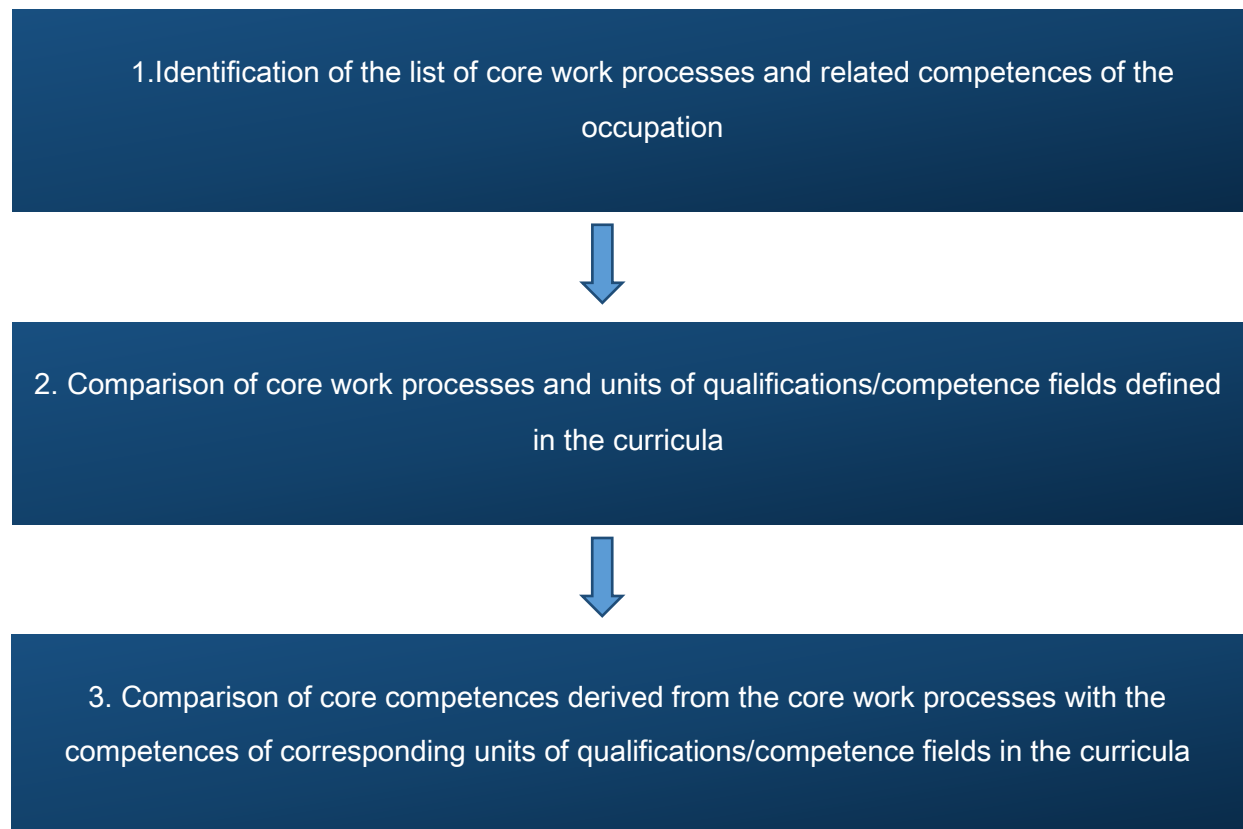 1.Identification of the list of core work processes and related competences of the
occupation
2. Comparison of core work processes and units of qualifications/competence fields defined
in the curricula
3. Comparison of core competences derived from the core work processes with the
competences of corresponding units of qualifications/competence fields in the curricula